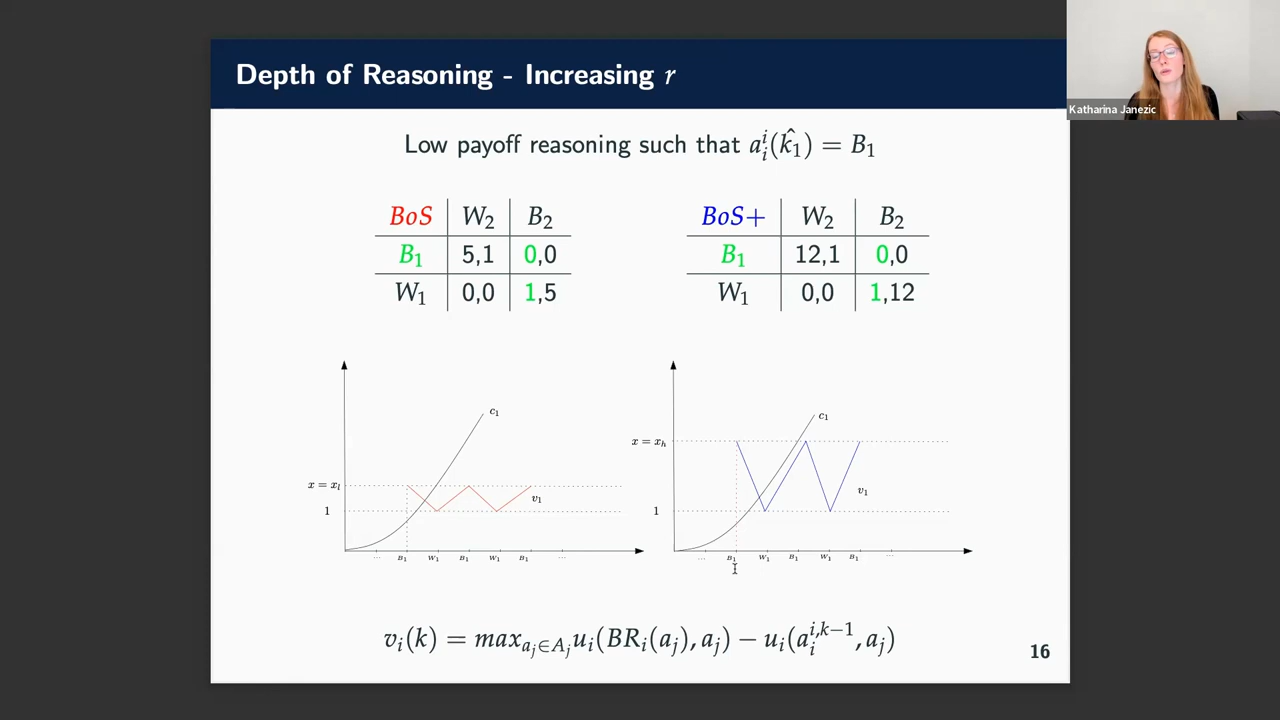 Depth of Reasoning - Increasing r
Katharina Janezic
Low payoff reasoning such that a_i^i(\hat{k_1}) = B_1
BoS W_2 B_2
B_1 5,1 0,0
W_1 0,0 1,5
BoS+ W_2 B_2
B_1 12,1 0,0
W_1 0,0 1,12
c_1
x = x_l
v_1
1
... B_1 W_1 B_1 W_1 B_1 ...
c_1
x = x_h
v_1
1
... B_1 W_1 B_1 W_1 B_1 ...
v_i(k) = max_{a_j∈A_j} u_i(BR_i(a_j), a_j) − u_i(a_i^{i,k−1}, a_j)
16